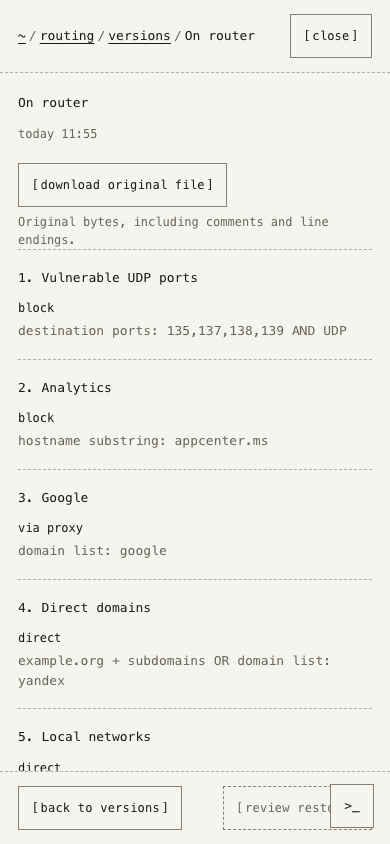 ~ / routing / versions / On router
[close]
On router
today 11:55
[download original file]
Original bytes, including comments and line
endings.
1. Vulnerable UDP ports
block
destination ports: 135,137,138,139 AND UDP
2. Analytics
block
hostname substring: appcenter.ms
3. Google
via proxy
domain list: google
4. Direct domains
direct
example.org + subdomains OR domain list:
yandex
5. Local networks
direct
[back to versions]
[review
>_